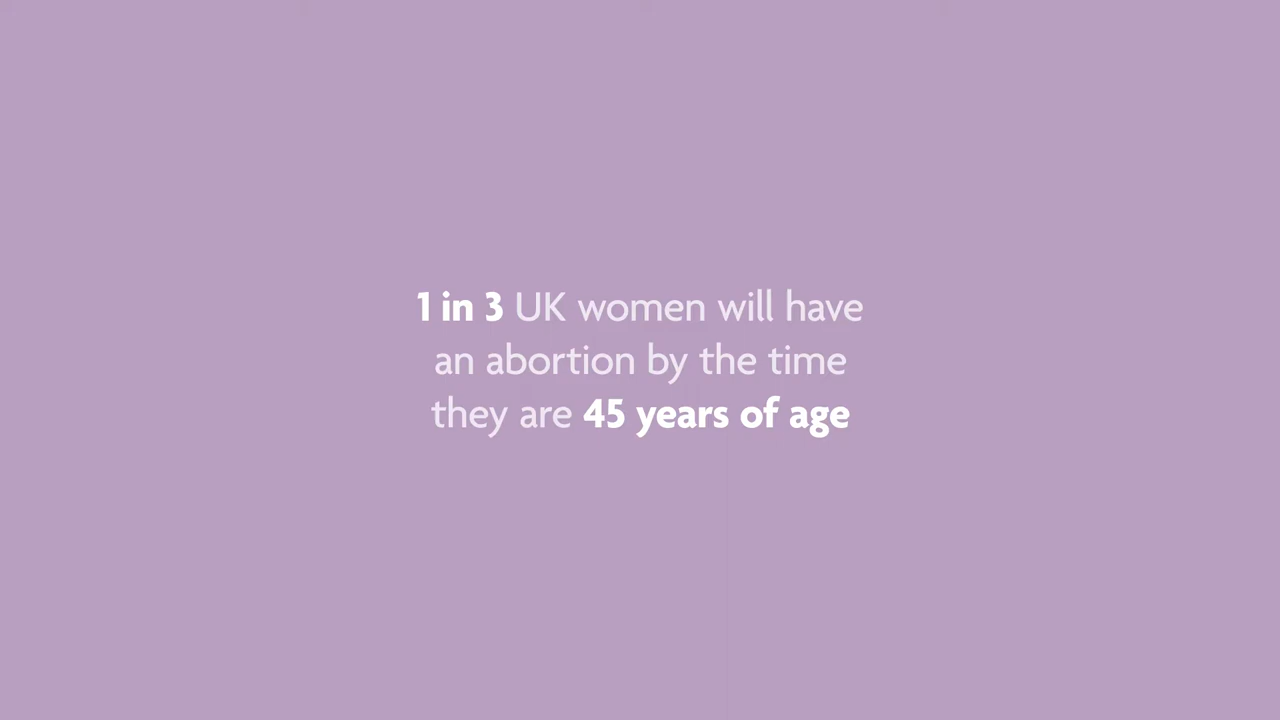 1 in 3 UK women will have
an abortion by the time
they are 45 years of age